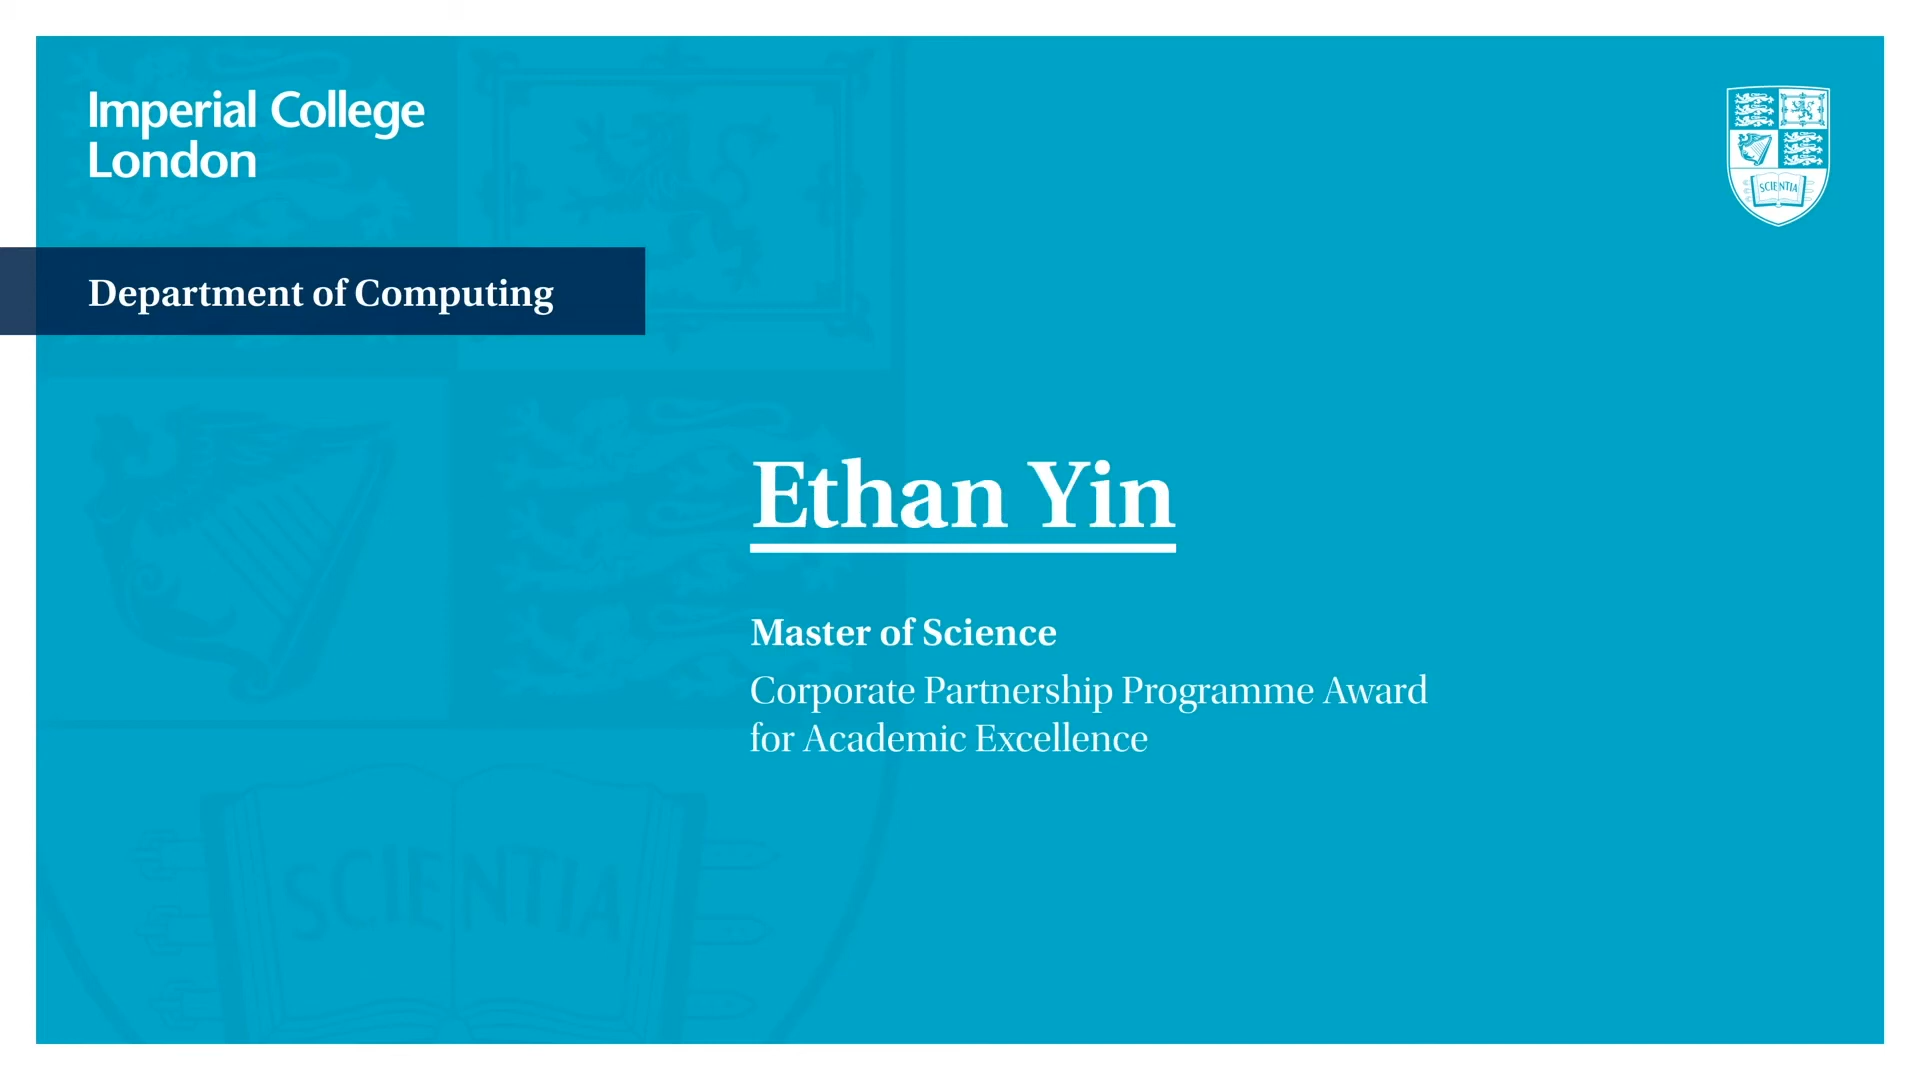 Imperial College
London
SCIENTIA
Department of Computing
Ethan Yin
Master of Science
Corporate Partnership Programme Award
for Academic Excellence
SCIENTIA